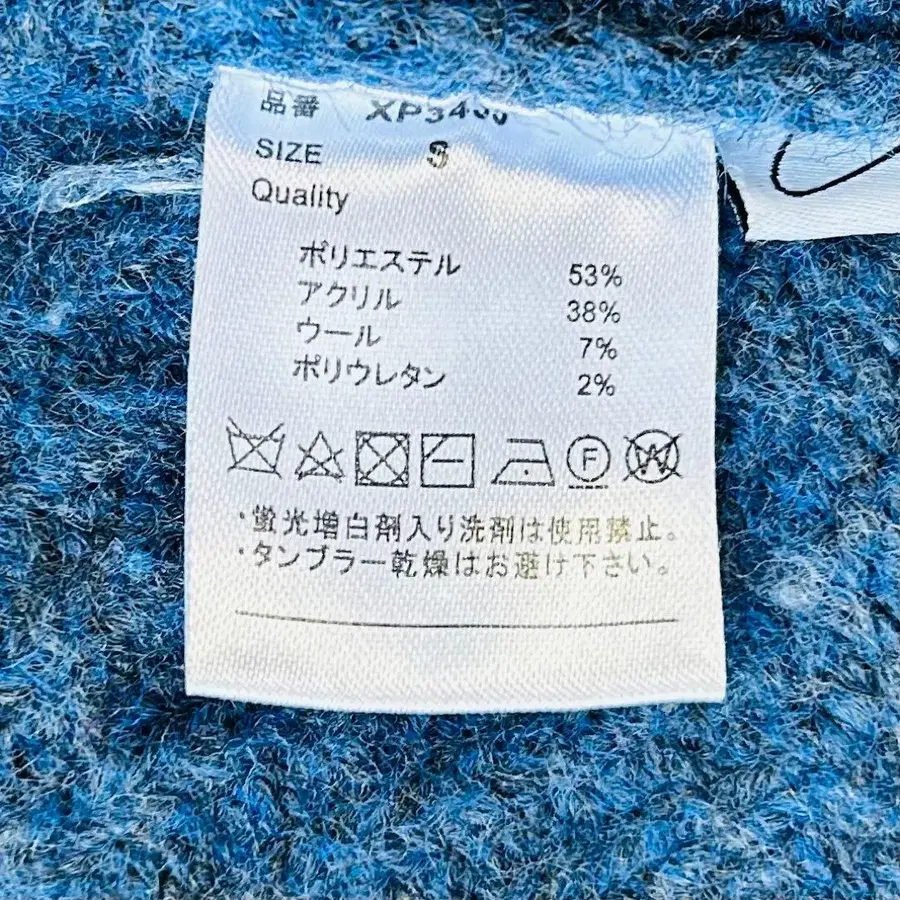 品番
SIZE S
Quality
ポリエステル 53%
アクリル 38%
ウール 7%
ポリウレタン 2%
F W
・蛍光増白剤入り洗剤は使用禁止。
・タンブラー乾燥はお避け下さい。